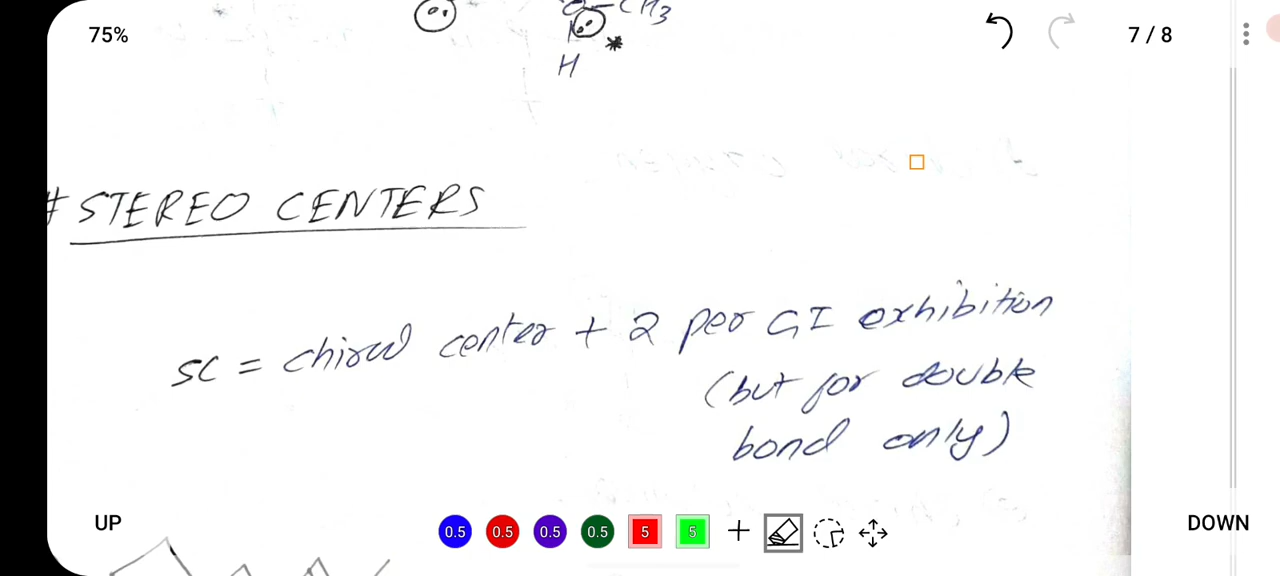 75%
CH3
7 / 8
H
# STEREO CENTERS
SC = chiral center + 2 per GI exhibition
(but for double
bond only)
UP
0.5 0.5 0.5 0.5 5 5
DOWN